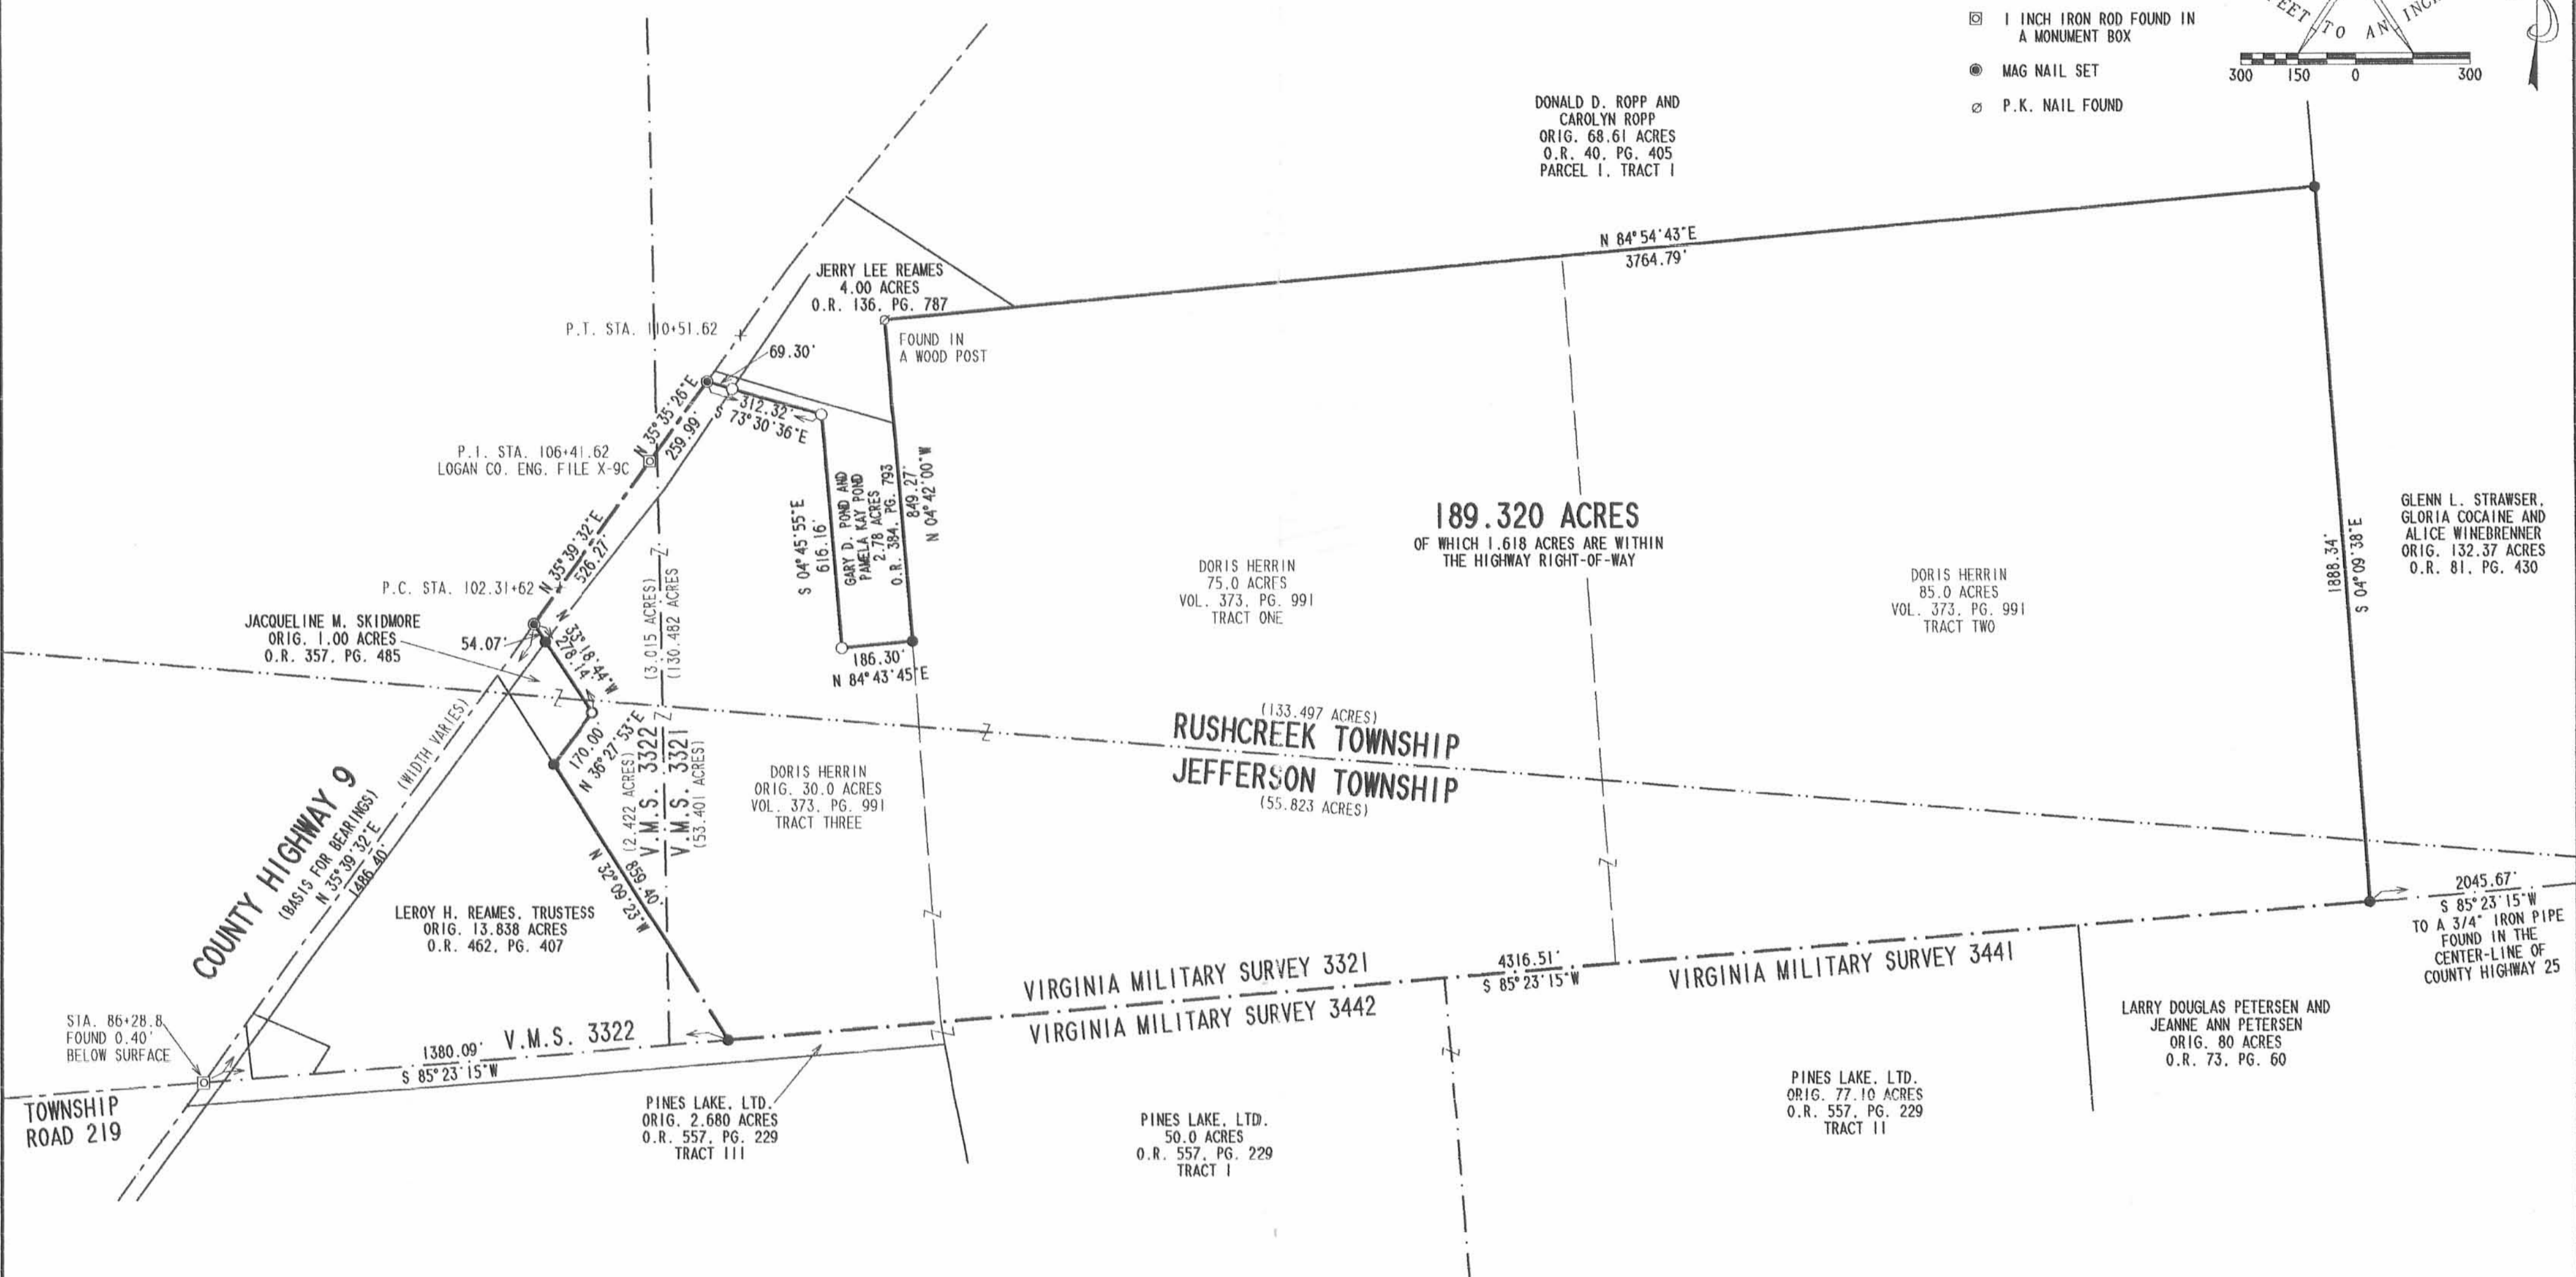 1 INCH IRON ROD FOUND IN
A MONUMENT BOX
MAG NAIL SET
P.K. NAIL FOUND
FEET TO AN INCH
300 150 0 300
DONALD D. ROPP AND
CAROLYN ROPP
ORIG. 68.61 ACRES
O.R. 40, PG. 405
PARCEL 1, TRACT 1
N 84°54'43"E
3764.79'
JERRY LEE REAMES
4.00 ACRES
O.R. 136, PG. 787
P.T. STA. 110+51.62
FOUND IN
A WOOD POST
69.30'
N 35°35'26"E
259.99'
312.32'
S 73°30'36"E
P.I. STA. 106+41.62
LOGAN CO. ENG. FILE X-9C
S 04°45'55"E
616.16'
GARY D. POND AND
PAMELA KAY POND
2.78 ACRES
O.R. 384, PG. 793
849.27'
N 04°42'00"W
189.320 ACRES
OF WHICH 1.618 ACRES ARE WITHIN
THE HIGHWAY RIGHT-OF-WAY
GLENN L. STRAWSER,
GLORIA COCAINE AND
ALICE WINEBRENNER
ORIG. 132.37 ACRES
O.R. 81, PG. 430
1888.34'
S 04°09'38"E
N 35°39'32"E
526.27'
DORIS HERRIN
75.0 ACRES
VOL. 373, PG. 991
TRACT ONE
DORIS HERRIN
85.0 ACRES
VOL. 373, PG. 991
TRACT TWO
P.C. STA. 102.31+62
(3.015 ACRES)
(130.482 ACRES
JACQUELINE M. SKIDMORE
ORIG. 1.00 ACRES
O.R. 357, PG. 485
54.07'
N 33°18'44"W
278.14'
186.30'
N 84°43'45"E
(133.497 ACRES)
RUSHCREEK TOWNSHIP
JEFFERSON TOWNSHIP
(55.823 ACRES)
170.00'
N 36°27'53"E
(2.422 ACRES)
V.M.S. 3322
V.M.S. 3321
(53.401 ACRES)
DORIS HERRIN
ORIG. 30.0 ACRES
VOL. 373, PG. 991
TRACT THREE
COUNTY HIGHWAY 9
(BASIS FOR BEARINGS)
N 35°39'32"E
1486.40'
(WIDTH VARIES)
859.40'
N 32°09'23"W
LEROY H. REAMES, TRUSTESS
ORIG. 13.838 ACRES
O.R. 462, PG. 407
2045.67'
S 85°23'15"W
TO A 3/4" IRON PIPE
FOUND IN THE
CENTER-LINE OF
COUNTY HIGHWAY 25
VIRGINIA MILITARY SURVEY 3321
VIRGINIA MILITARY SURVEY 3442
4316.51'
S 85°23'15"W
VIRGINIA MILITARY SURVEY 3441
STA. 86+28.8
FOUND 0.40'
BELOW SURFACE
1380.09'
S 85°23'15"W
V.M.S. 3322
TOWNSHIP
ROAD 219
PINES LAKE, LTD.
ORIG. 2.680 ACRES
O.R. 557, PG. 229
TRACT III
PINES LAKE, LTD.
50.0 ACRES
O.R. 557, PG. 229
TRACT I
PINES LAKE, LTD.
ORIG. 77.10 ACRES
O.R. 557, PG. 229
TRACT II
LARRY DOUGLAS PETERSEN AND
JEANNE ANN PETERSEN
ORIG. 80 ACRES
O.R. 73, PG. 60